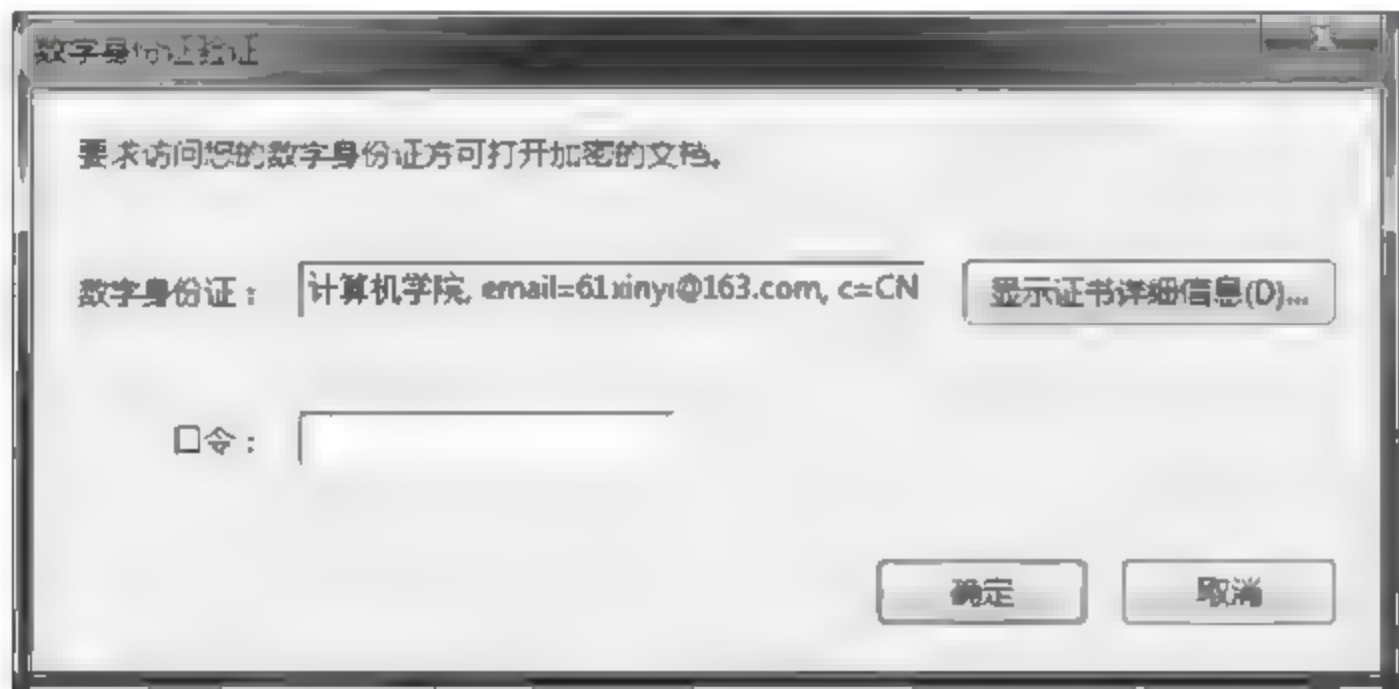 数字身份证验证
要求访问您的数字身份证方可打开加密的文档。
数字身份证： 计算机学院, email=61xinyi@163.com, c=CN 显示证书详细信息(D)...
口令：
确定 取消